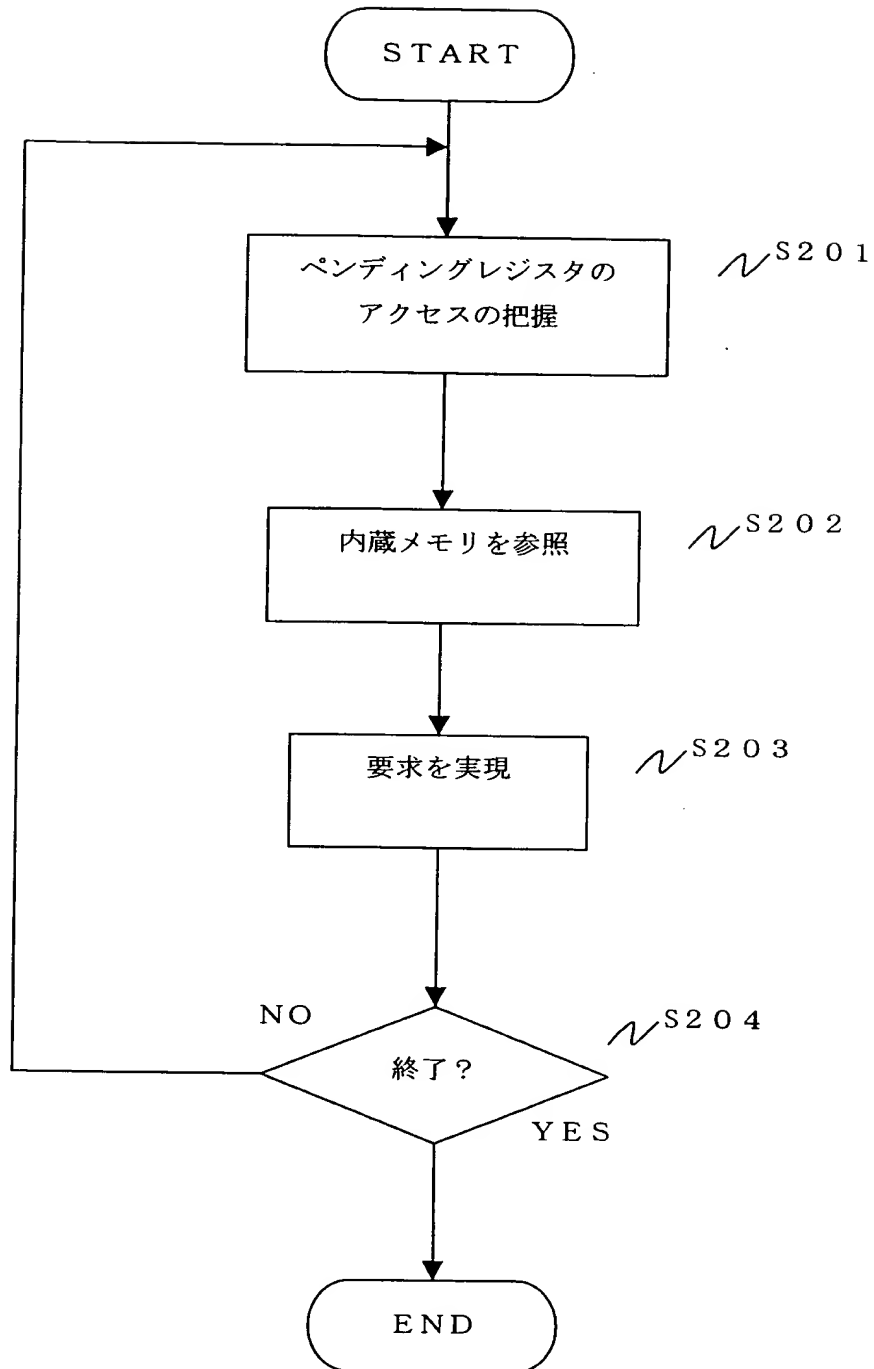 ＳＴＡＲＴ
ペンディングレジスタの
アクセスの把握
Ｓ２０１
内蔵メモリを参照
Ｓ２０２
要求を実現
Ｓ２０３
ＮＯ
Ｓ２０４
終了？
ＹＥＳ
ＥＮＤ